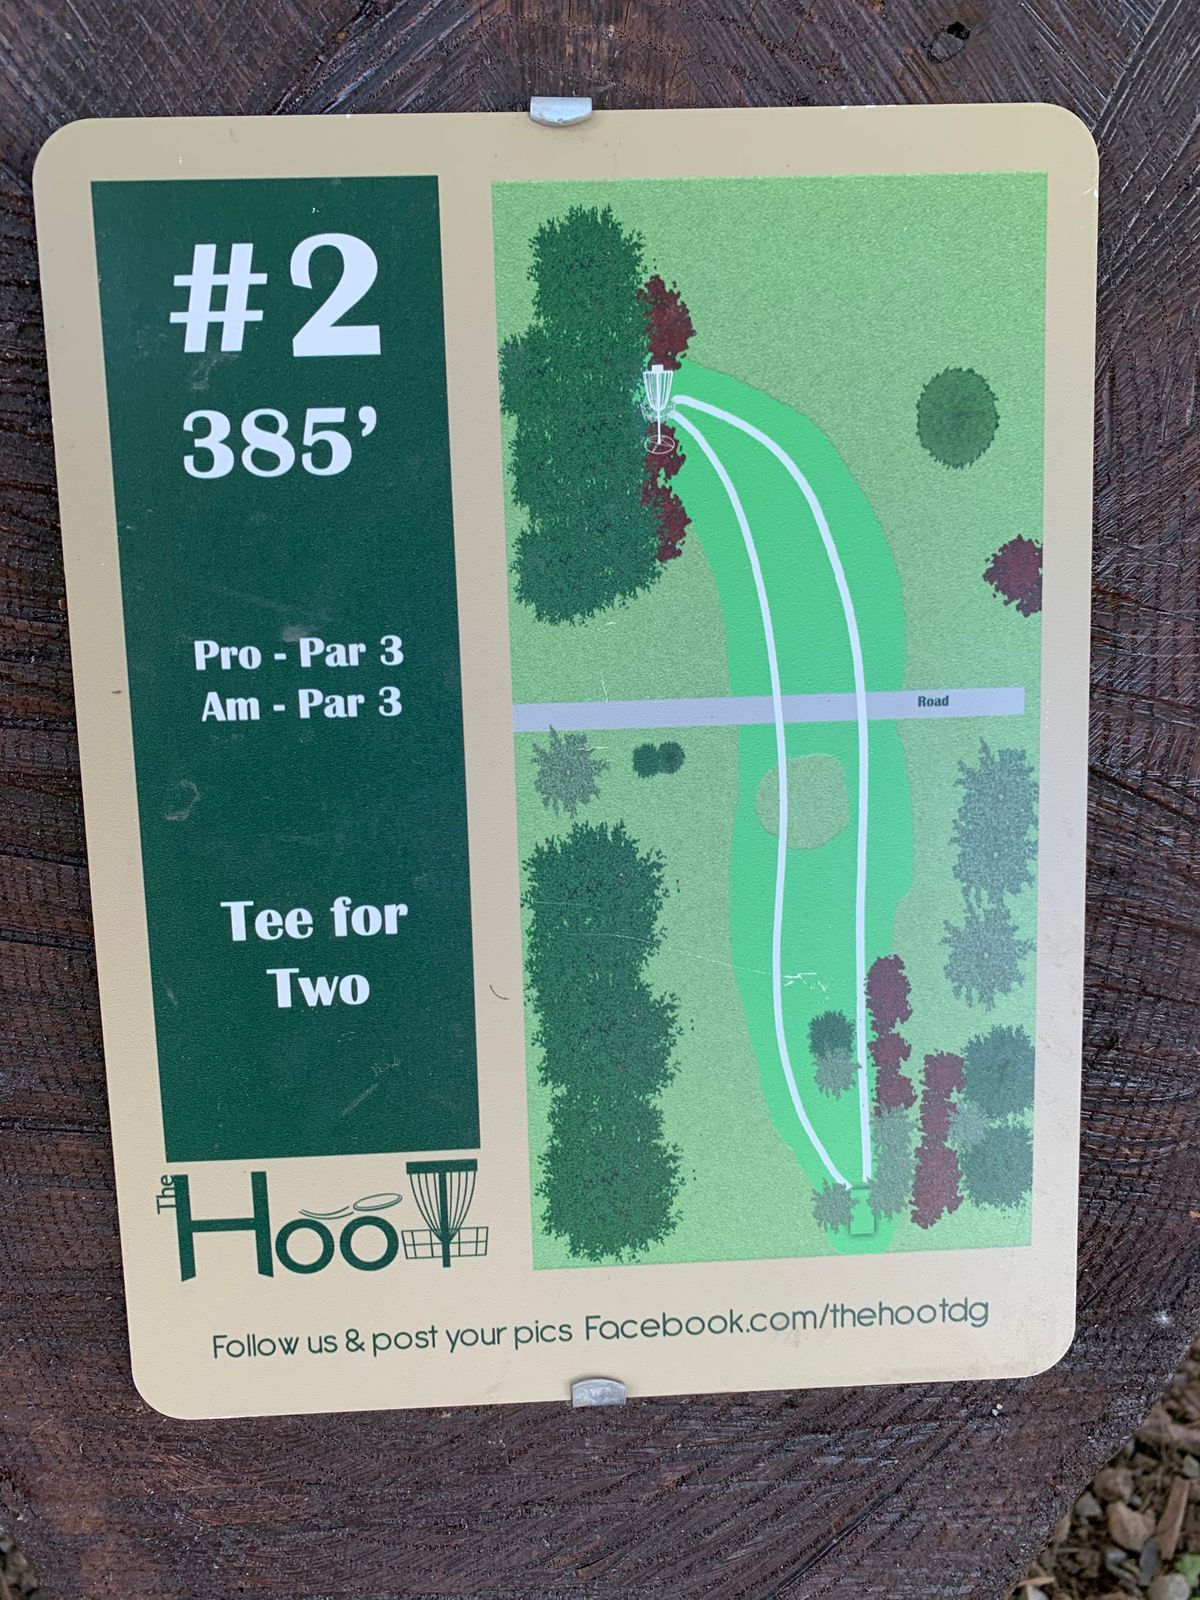 #2
385’
Pro - Par 3
Am - Par 3
Tee for
Two
The HooT
Road
Follow us & post your pics Facebook.com/thehootdg